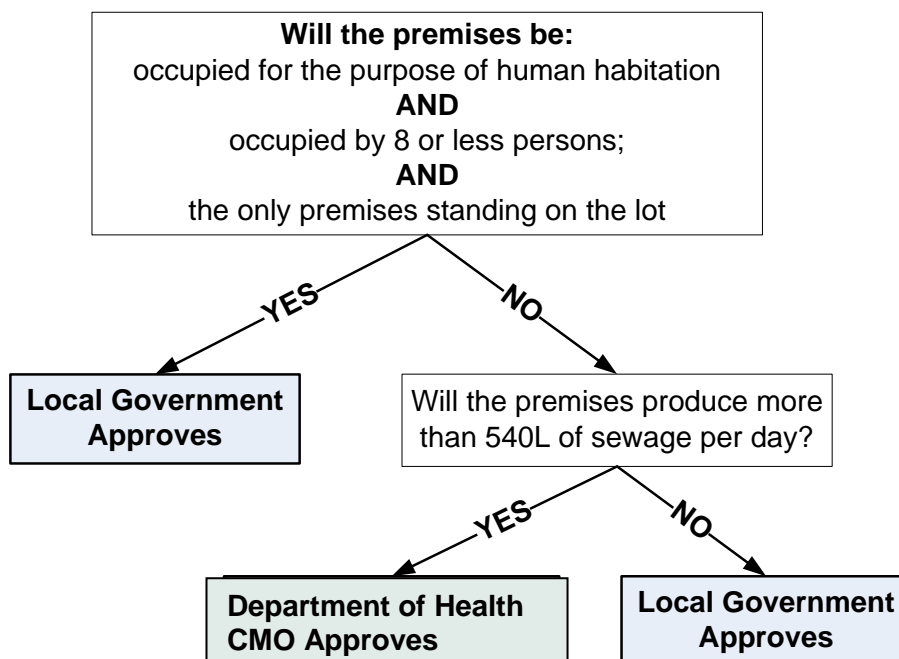 Will the premises be:
occupied for the purpose of human habitation
AND
occupied by 8 or less persons;
AND
the only premises standing on the lot
YES
NO
Local Government
Approves
Will the premises produce more
than 540L of sewage per day?
YES
NO
Department of Health
CMO Approves
Local Government
Approves